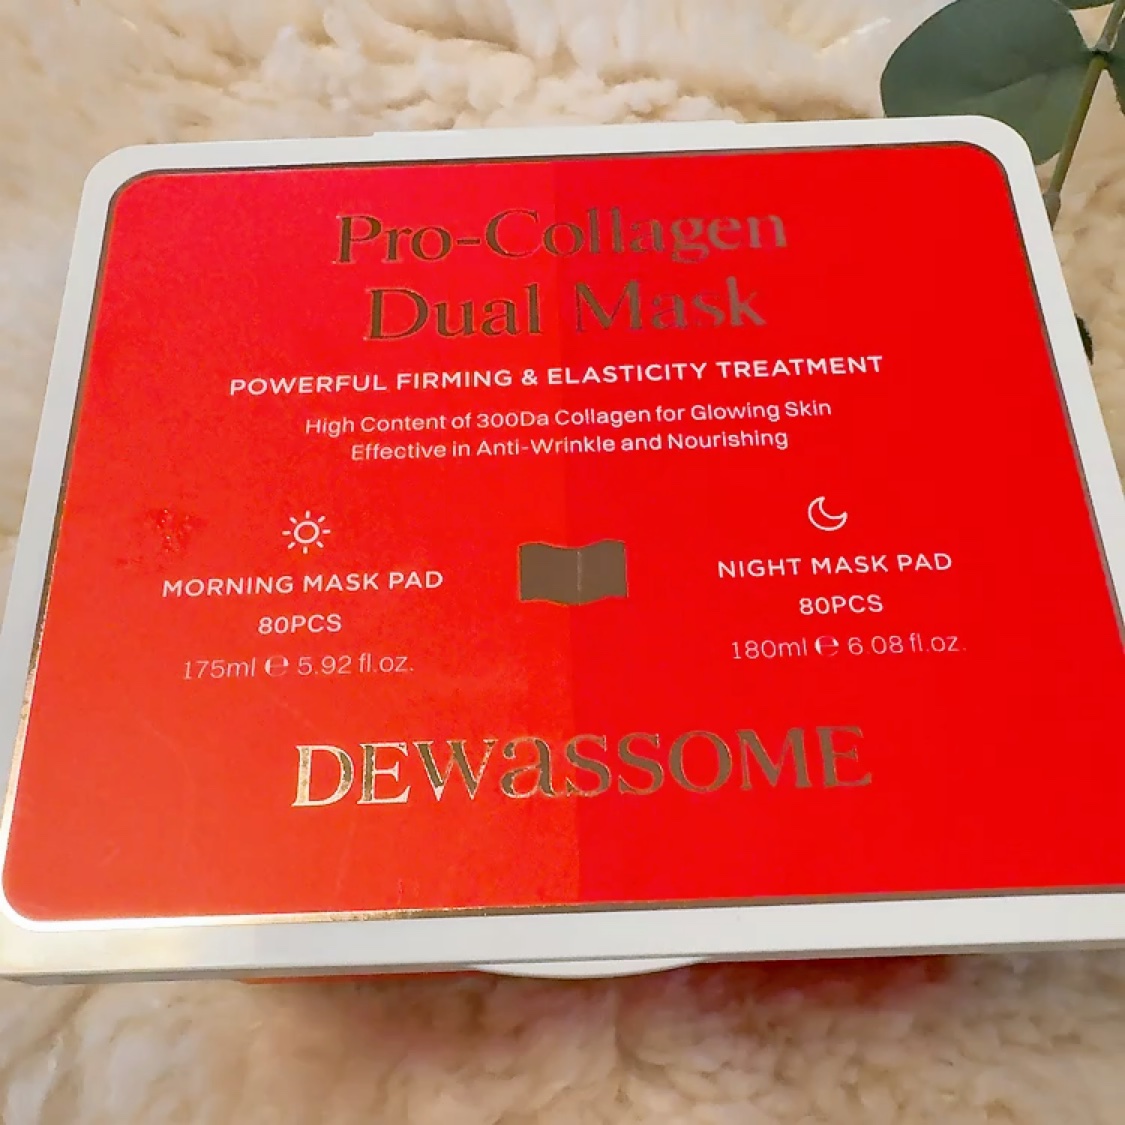 Pro-Collagen
Dual Mask
POWERFUL FIRMING & ELASTICITY TREATMENT
High Content of 300Da Collagen for Glowing Skin
Effective in Anti-Wrinkle and Nourishing
MORNING MASK PAD
80PCS
175ml ℮ 5.92 fl.oz.
NIGHT MASK PAD
80PCS
180ml ℮ 6.08 fl.oz.
DEWaSSOME